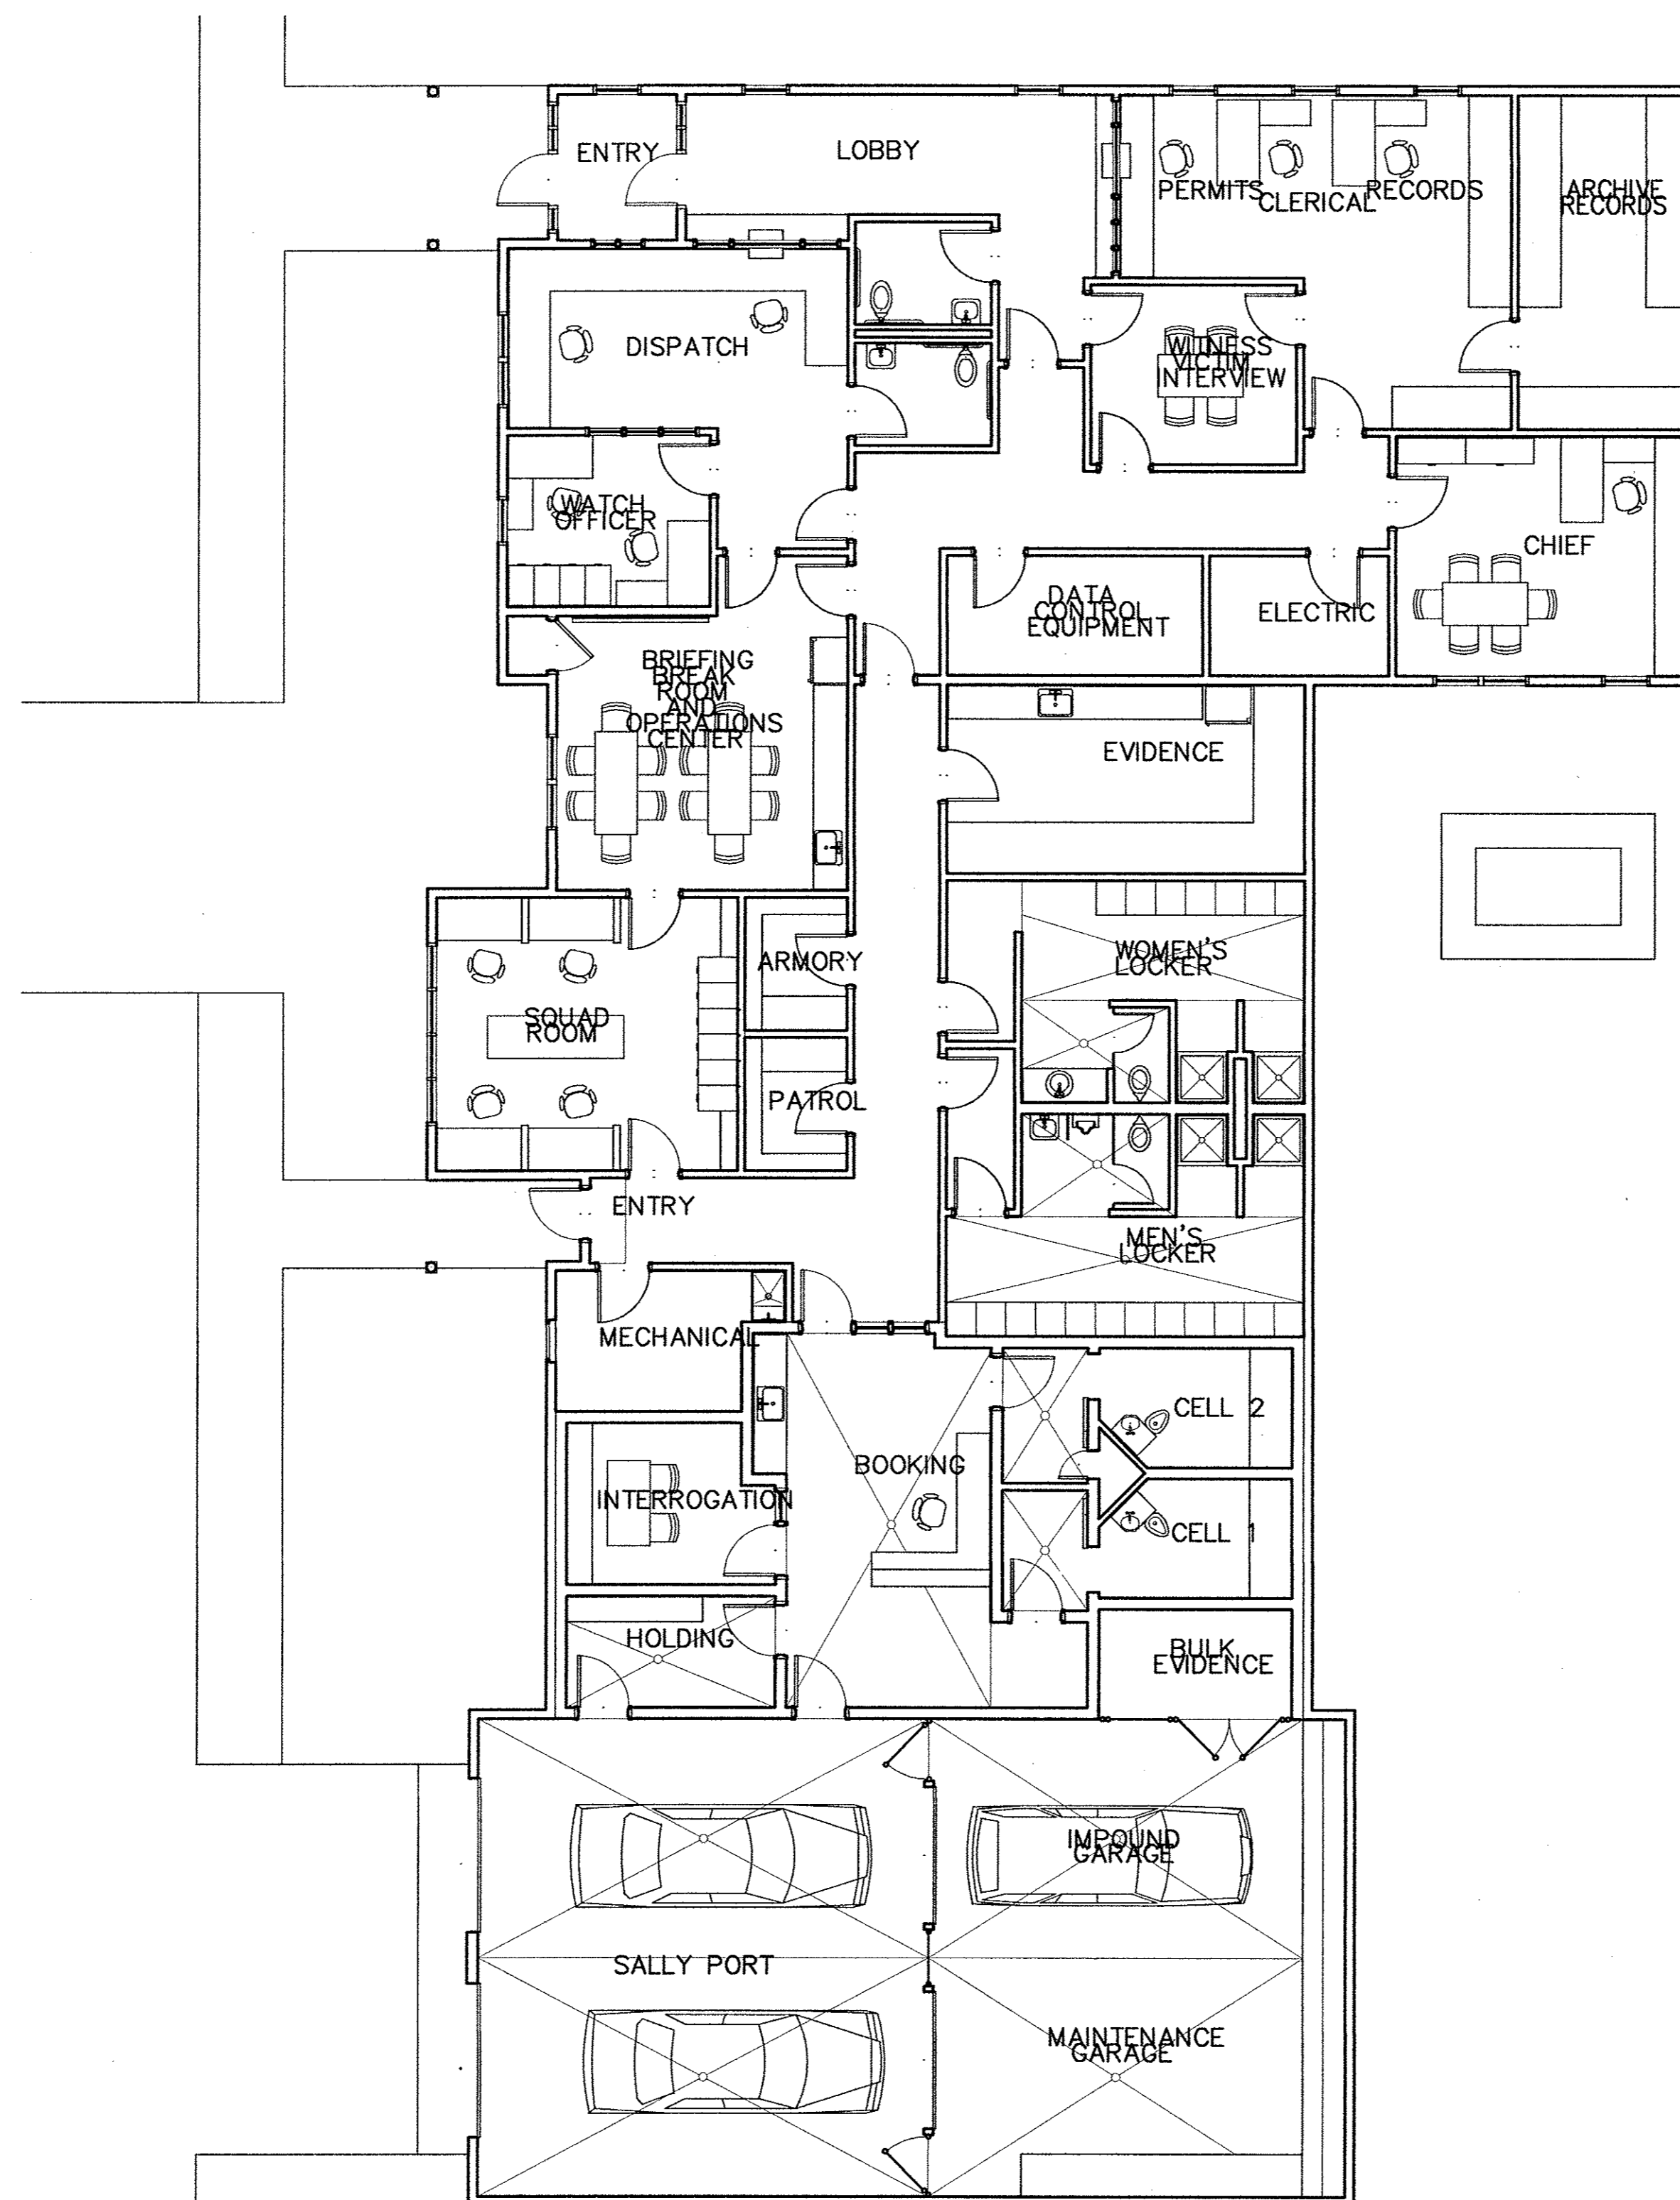 ENTRY
LOBBY
PERMITS
CLERICAL
RECORDS
ARCHIVE
RECORDS
DISPATCH
WITNESS
VICTIM
INTERVIEW
WATCH
OFFICER
CHIEF
DATA
CONTROL
EQUIPMENT
ELECTRIC
BRIEFING
BREAK
ROOM
AND
OPERATIONS
CENTER
EVIDENCE
ARMORY
WOMEN'S
LOCKER
SQUAD
ROOM
PATROL
ENTRY
MEN'S
LOCKER
MECHANICAL
CELL 2
BOOKING
INTERROGATION
CELL 1
HOLDING
BULK
EVIDENCE
IMPOUND
GARAGE
SALLY PORT
MAINTENANCE
GARAGE